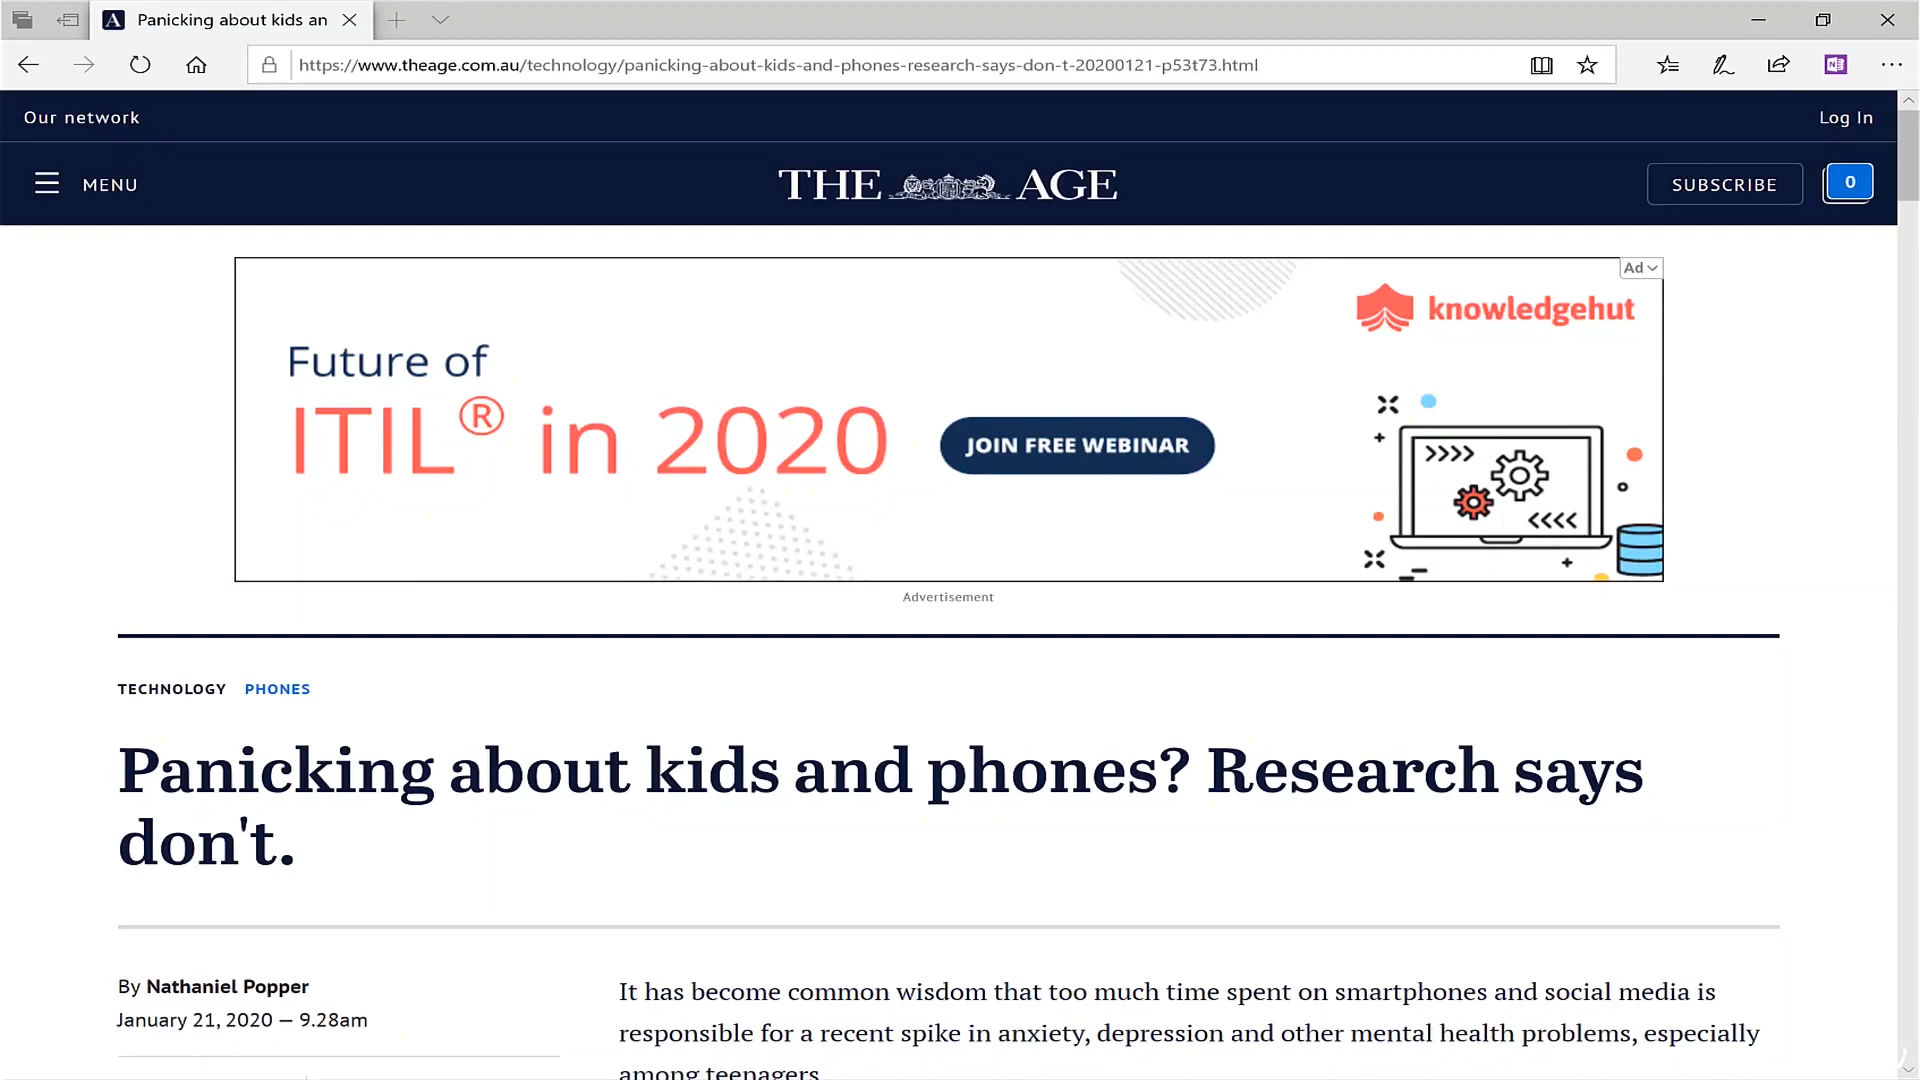 Panicking about kids an
https://www.theage.com.au/technology/panicking-about-kids-and-phones-research-says-don-t-20200121-p53t73.html
Our network
Log In
MENU
THE AGE
SUBSCRIBE
0
Ad
knowledgehut
Future of
ITIL® in 2020
JOIN FREE WEBINAR
>>>>
<<<<
Advertisement
TECHNOLOGY PHONES
Panicking about kids and phones? Research says
don't.
By Nathaniel Popper
January 21, 2020 — 9.28am
It has become common wisdom that too much time spent on smartphones and social media is
responsible for a recent spike in anxiety, depression and other mental health problems, especially
among teenagers.